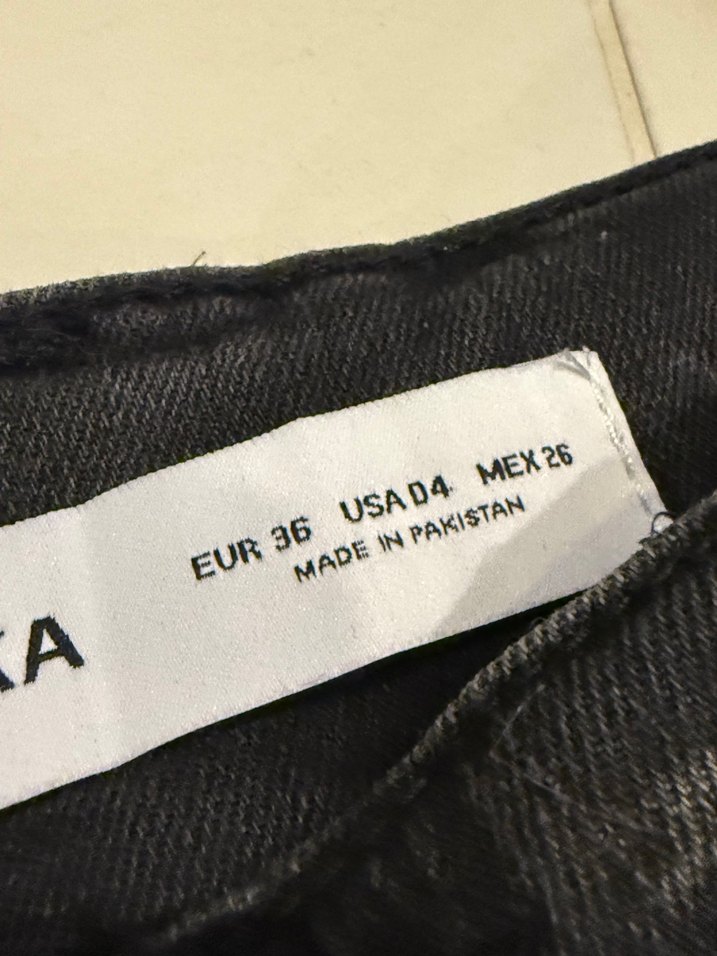 EUR 36 USA 04 MEX 26
MADE IN PAKISTAN
KA